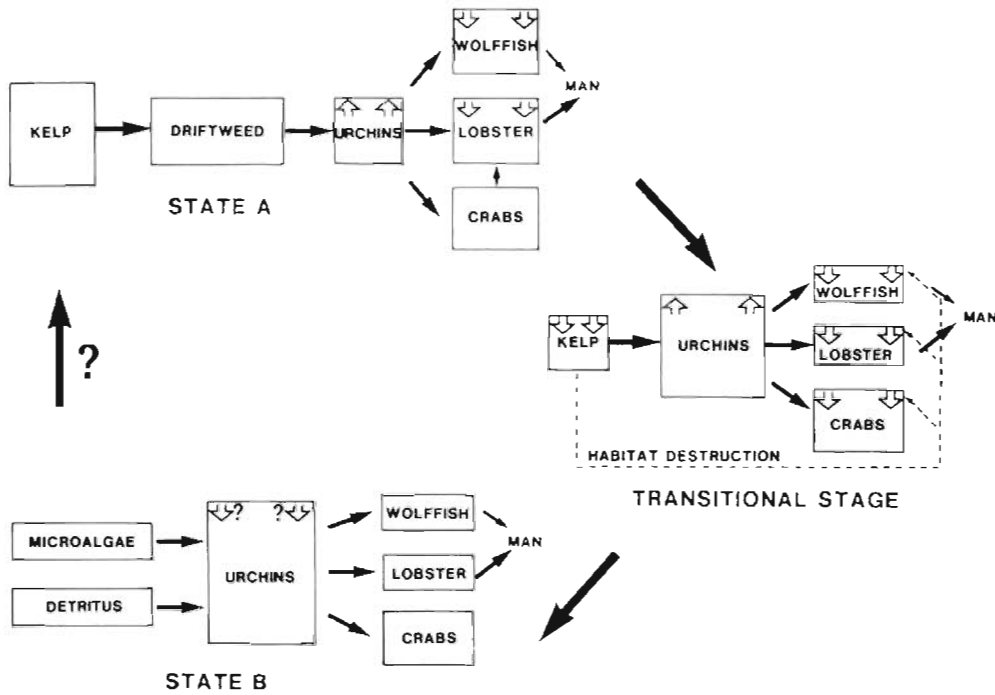 WOLFFISH
MAN
KELP
DRIFTWEED
URCHINS
LOBSTER
CRABS
STATE A
WOLFFISH
MAN
KELP
URCHINS
LOBSTER
CRABS
HABITAT DESTRUCTION
TRANSITIONAL STAGE
?
? ?
WOLFFISH
MICROALGAE
MAN
URCHINS
LOBSTER
DETRITUS
CRABS
STATE B